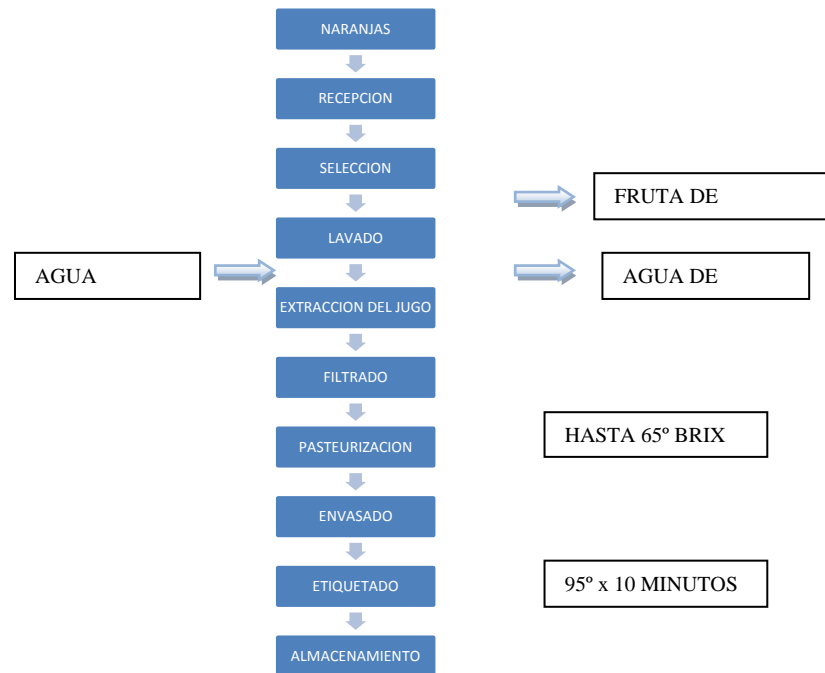 NARANJAS
RECEPCION
SELECCION
FRUTA DE
LAVADO
AGUA
AGUA DE
EXTRACCION DEL JUGO
FILTRADO
HASTA 65º BRIX
PASTEURIZACION
ENVASADO
ETIQUETADO
95º x 10 MINUTOS
ALMACENAMIENTO